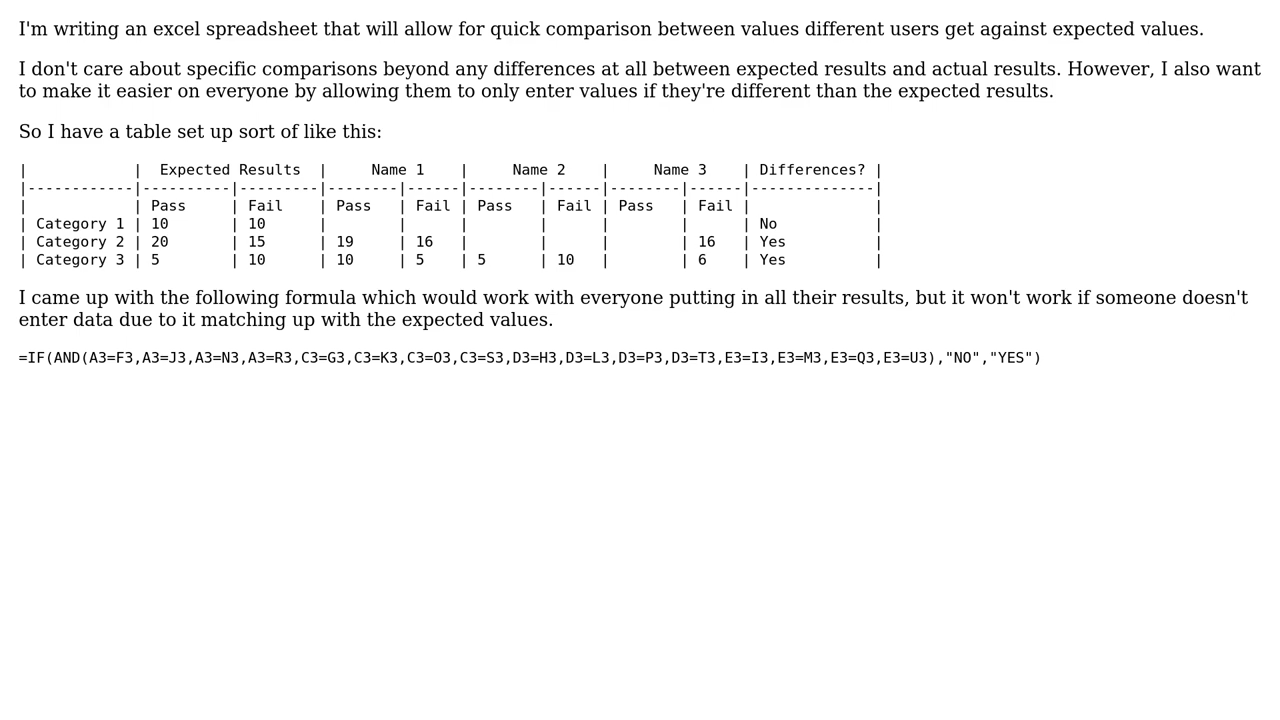 I'm writing an excel spreadsheet that will allow for quick comparison between values different users get against expected values.
I don't care about specific comparisons beyond any differences at all between expected results and actual results. However, I also want
to make it easier on everyone by allowing them to only enter values if they're different than the expected results.
So I have a table set up sort of like this:
|            |  Expected Results  |     Name 1    |     Name 2    |     Name 3    | Differences? |
|------------|----------|---------|--------|------|--------|------|--------|------|--------------|
|            | Pass     | Fail    | Pass   | Fail | Pass   | Fail | Pass   | Fail |              |
| Category 1 | 10       | 10      |        |      |        |      |        |      | No           |
| Category 2 | 20       | 15      | 19     | 16   |        |      |        | 16   | Yes          |
| Category 3 | 5        | 10      | 10     | 5    | 5      | 10   |        | 6    | Yes          |
I came up with the following formula which would work with everyone putting in all their results, but it won't work if someone doesn't
enter data due to it matching up with the expected values.
=IF(AND(A3=F3,A3=J3,A3=N3,A3=R3,C3=G3,C3=K3,C3=O3,C3=S3,D3=H3,D3=L3,D3=P3,D3=T3,E3=I3,E3=M3,E3=Q3,E3=U3),"NO","YES")